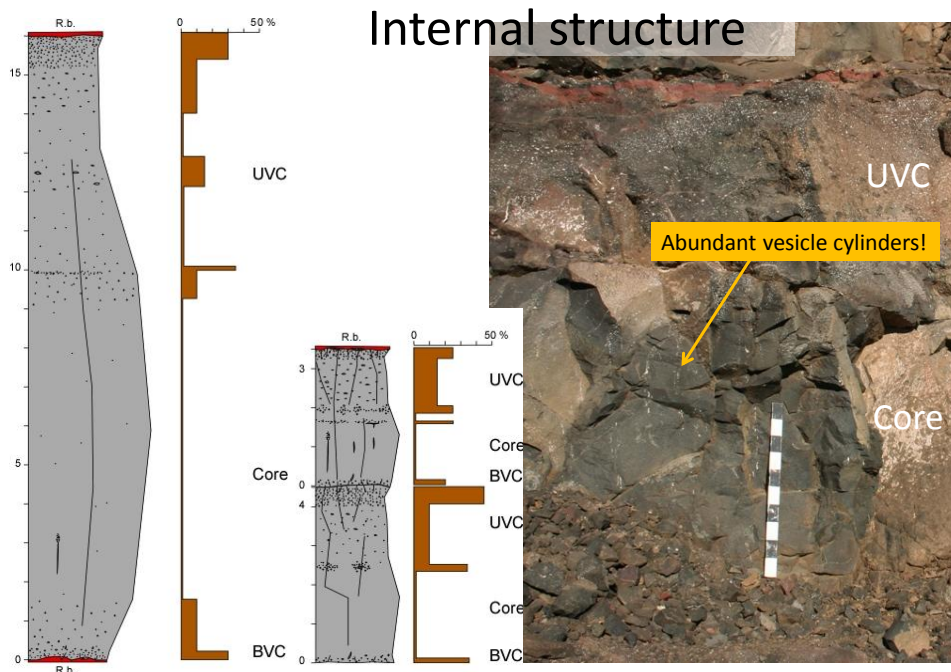 Internal structure
R.b.
0
50 %
15
UVC
10
5
Core
0
BVC
R.b.
R.b.
0
50 %
3
UVC
Core
BVC
0
4
UVC
Core
0
BVC
UVC
Abundant vesicle cylinders!
Core